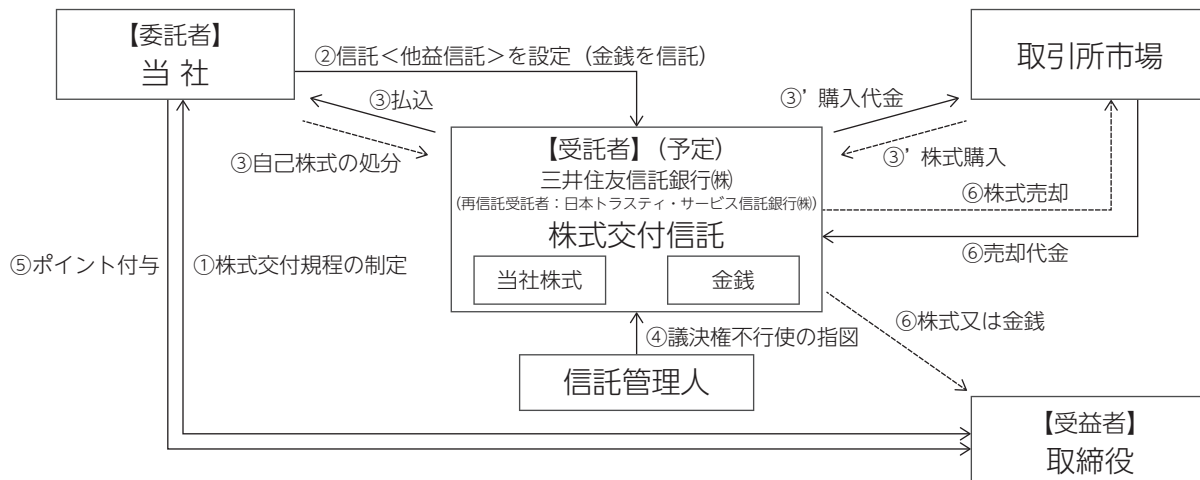 【委託者】
当 社
②信託＜他益信託＞を設定（金銭を信託）
取引所市場
③払込
③’ 購入代金
③自己株式の処分
③’ 株式購入
【受託者】（予定）
三井住友信託銀行㈱
(再信託受託者：日本トラスティ・サービス信託銀行㈱)
株式交付信託
当社株式
金銭
⑥株式売却
⑥売却代金
⑤ポイント付与
①株式交付規程の制定
⑥株式又は金銭
④議決権不行使の指図
信託管理人
【受益者】
取締役